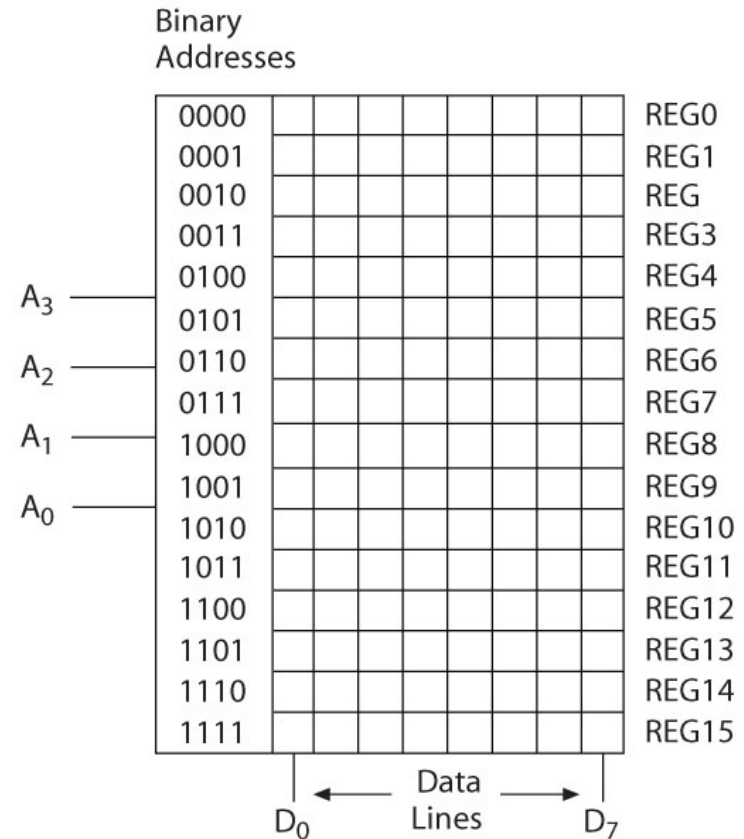 Binary
Addresses
0000 REG0
0001 REG1
0010 REG
0011 REG3
0100 REG4
A3
0101 REG5
A2
0110 REG6
0111 REG7
A1
1000 REG8
1001 REG9
A0
1010 REG10
1011 REG11
1100 REG12
1101 REG13
1110 REG14
1111 REG15
Data
Lines
D0 D7